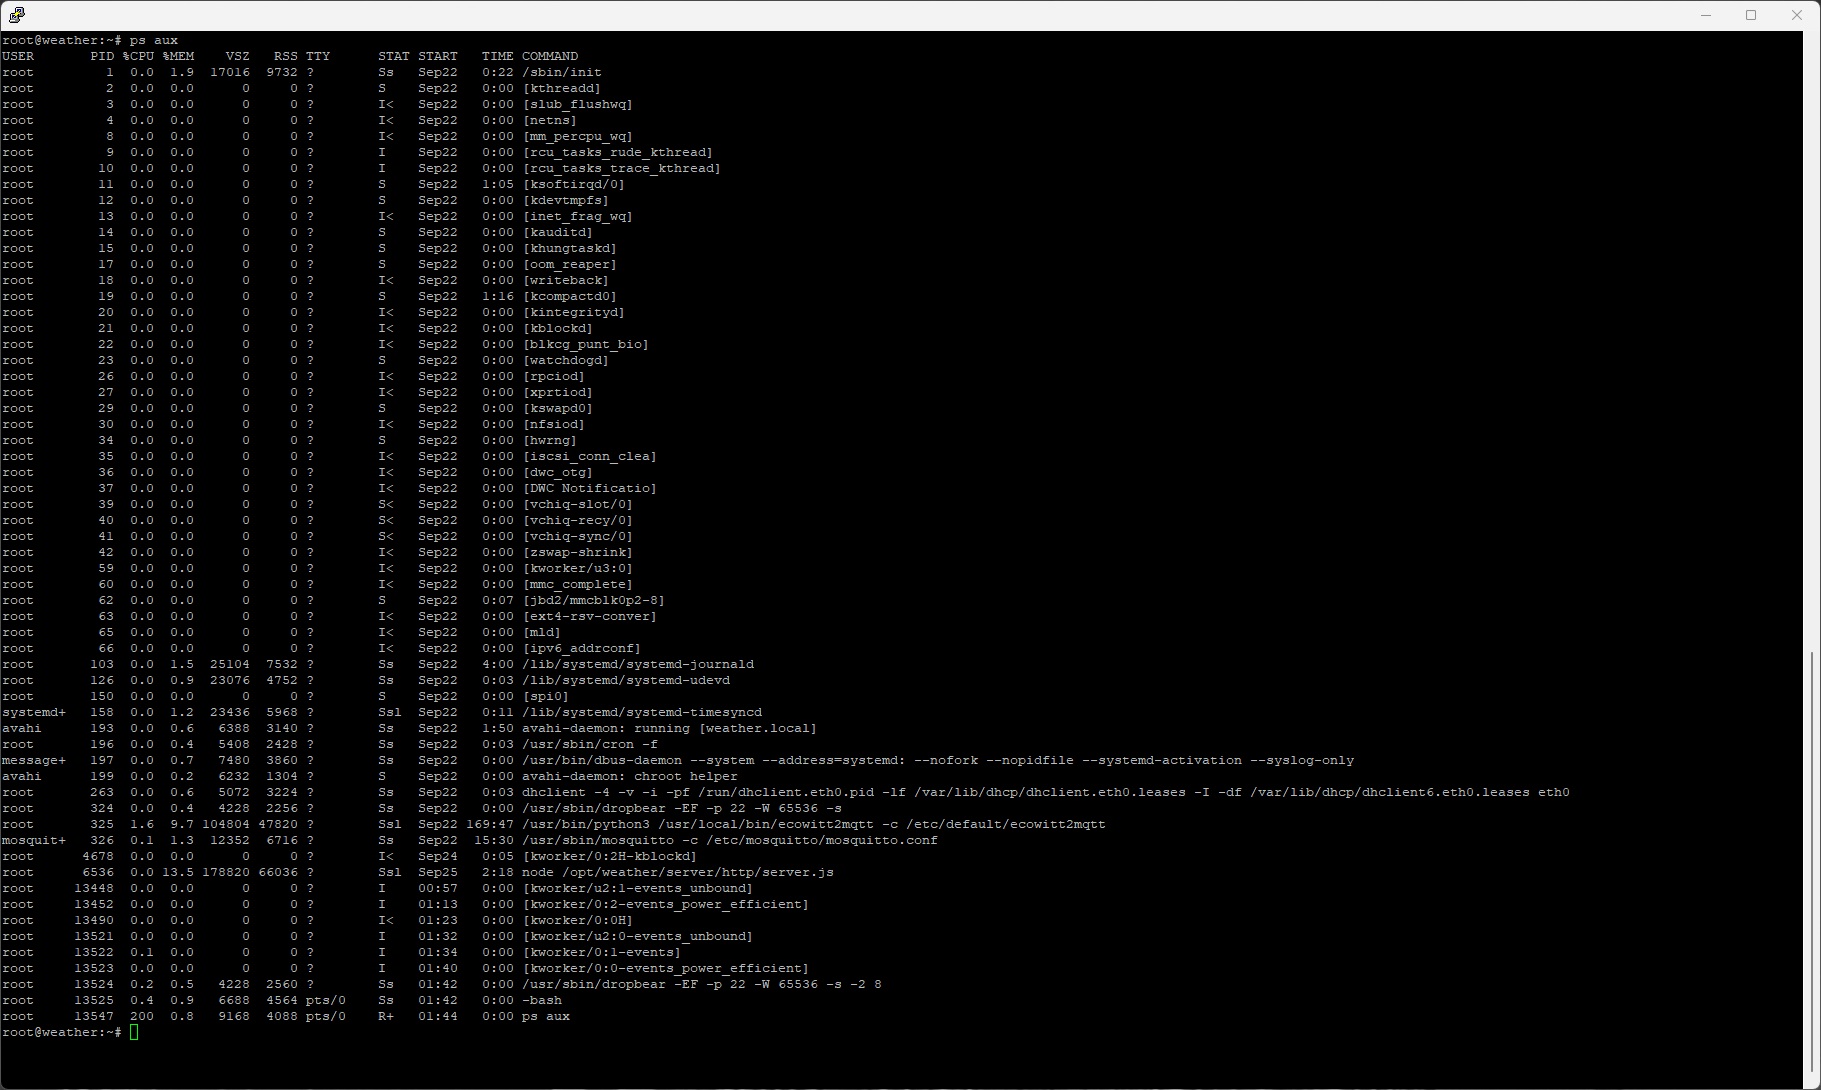 root@weather:~# ps aux
USER       PID %CPU %MEM    VSZ   RSS TTY      STAT START   TIME COMMAND
root         1  0.0  1.9  17016  9732 ?        Ss   Sep22   0:22 /sbin/init
root         2  0.0  0.0      0     0 ?        S    Sep22   0:00 [kthreadd]
root         3  0.0  0.0      0     0 ?        I<   Sep22   0:00 [slub_flushwq]
root         4  0.0  0.0      0     0 ?        I<   Sep22   0:00 [netns]
root         8  0.0  0.0      0     0 ?        I<   Sep22   0:00 [mm_percpu_wq]
root         9  0.0  0.0      0     0 ?        I    Sep22   0:00 [rcu_tasks_rude_kthread]
root        10  0.0  0.0      0     0 ?        I    Sep22   0:00 [rcu_tasks_trace_kthread]
root        11  0.0  0.0      0     0 ?        S    Sep22   1:05 [ksoftirqd/0]
root        12  0.0  0.0      0     0 ?        S    Sep22   0:00 [kdevtmpfs]
root        13  0.0  0.0      0     0 ?        I<   Sep22   0:00 [inet_frag_wq]
root        14  0.0  0.0      0     0 ?        S    Sep22   0:00 [kauditd]
root        15  0.0  0.0      0     0 ?        S    Sep22   0:00 [khungtaskd]
root        17  0.0  0.0      0     0 ?        S    Sep22   0:00 [oom_reaper]
root        18  0.0  0.0      0     0 ?        I<   Sep22   0:00 [writeback]
root        19  0.0  0.0      0     0 ?        S    Sep22   1:16 [kcompactd0]
root        20  0.0  0.0      0     0 ?        I<   Sep22   0:00 [kintegrityd]
root        21  0.0  0.0      0     0 ?        I<   Sep22   0:00 [kblockd]
root        22  0.0  0.0      0     0 ?        I<   Sep22   0:00 [blkcg_punt_bio]
root        23  0.0  0.0      0     0 ?        S    Sep22   0:00 [watchdogd]
root        26  0.0  0.0      0     0 ?        I<   Sep22   0:00 [rpciod]
root        27  0.0  0.0      0     0 ?        I<   Sep22   0:00 [xprtiod]
root        29  0.0  0.0      0     0 ?        S    Sep22   0:00 [kswapd0]
root        30  0.0  0.0      0     0 ?        I<   Sep22   0:00 [nfsiod]
root        34  0.0  0.0      0     0 ?        S    Sep22   0:00 [hwrng]
root        35  0.0  0.0      0     0 ?        I<   Sep22   0:00 [iscsi_conn_clea]
root        36  0.0  0.0      0     0 ?        I<   Sep22   0:00 [dwc_otg]
root        37  0.0  0.0      0     0 ?        I<   Sep22   0:00 [DWC Notificatio]
root        39  0.0  0.0      0     0 ?        S<   Sep22   0:00 [vchiq-slot/0]
root        40  0.0  0.0      0     0 ?        S<   Sep22   0:00 [vchiq-recy/0]
root        41  0.0  0.0      0     0 ?        S<   Sep22   0:00 [vchiq-sync/0]
root        42  0.0  0.0      0     0 ?        I<   Sep22   0:00 [zswap-shrink]
root        59  0.0  0.0      0     0 ?        I<   Sep22   0:00 [kworker/u3:0]
root        60  0.0  0.0      0     0 ?        I<   Sep22   0:00 [mmc_complete]
root        62  0.0  0.0      0     0 ?        S    Sep22   0:07 [jbd2/mmcblk0p2-8]
root        63  0.0  0.0      0     0 ?        I<   Sep22   0:00 [ext4-rsv-conver]
root        65  0.0  0.0      0     0 ?        I<   Sep22   0:00 [mld]
root        66  0.0  0.0      0     0 ?        I<   Sep22   0:00 [ipv6_addrconf]
root       103  0.0  1.5  25104  7532 ?        Ss   Sep22   4:00 /lib/systemd/systemd-journald
root       126  0.0  0.9  23076  4752 ?        Ss   Sep22   0:03 /lib/systemd/systemd-udevd
root       150  0.0  0.0      0     0 ?        S    Sep22   0:00 [spi0]
systemd+   158  0.0  1.2  23436  5968 ?        Ssl  Sep22   0:11 /lib/systemd/systemd-timesyncd
avahi      193  0.0  0.6   6388  3140 ?        Ss   Sep22   1:50 avahi-daemon: running [weather.local]
root       196  0.0  0.4   5408  2428 ?        Ss   Sep22   0:03 /usr/sbin/cron -f
message+   197  0.0  0.7   7480  3860 ?        Ss   Sep22   0:00 /usr/bin/dbus-daemon --system --address=systemd: --nofork --nopidfile --systemd-activation --syslog-only
avahi      199  0.0  0.2   6232  1304 ?        S    Sep22   0:00 avahi-daemon: chroot helper
root       263  0.0  0.6   5072  3224 ?        Ss   Sep22   0:03 dhclient -4 -v -i -pf /run/dhclient.eth0.pid -lf /var/lib/dhcp/dhclient.eth0.leases -I -df /var/lib/dhcp/dhclient6.eth0.leases eth0
root       324  0.0  0.4   4228  2256 ?        Ss   Sep22   0:00 /usr/sbin/dropbear -EF -p 22 -W 65536 -s
root       325  1.6  9.7 104804 47820 ?        Ssl  Sep22 169:47 /usr/bin/python3 /usr/local/bin/ecowitt2mqtt -c /etc/default/ecowitt2mqtt
mosquit+   326  0.1  1.3  12352  6716 ?        Ss   Sep22  15:30 /usr/sbin/mosquitto -c /etc/mosquitto/mosquitto.conf
root      4678  0.0  0.0      0     0 ?        I<   Sep24   0:05 [kworker/0:2H-kblockd]
root      6536  0.0 13.5 178820 66036 ?        Ssl  Sep25   2:18 node /opt/weather/server/http/server.js
root     13448  0.0  0.0      0     0 ?        I    00:57   0:00 [kworker/u2:1-events_unbound]
root     13452  0.0  0.0      0     0 ?        I    01:13   0:00 [kworker/0:2-events_power_efficient]
root     13490  0.0  0.0      0     0 ?        I<   01:23   0:00 [kworker/0:0H]
root     13521  0.0  0.0      0     0 ?        I    01:32   0:00 [kworker/u2:0-events_unbound]
root     13522  0.1  0.0      0     0 ?        I    01:34   0:00 [kworker/0:1-events]
root     13523  0.0  0.0      0     0 ?        I    01:40   0:00 [kworker/0:0-events_power_efficient]
root     13524  0.2  0.5   4228  2560 ?        Ss   01:42   0:00 /usr/sbin/dropbear -EF -p 22 -W 65536 -s -2 8
root     13525  0.4  0.9   6688  4564 pts/0    Ss   01:42   0:00 -bash
root     13547  200  0.8   9168  4088 pts/0    R+   01:44   0:00 ps aux
root@weather:~#